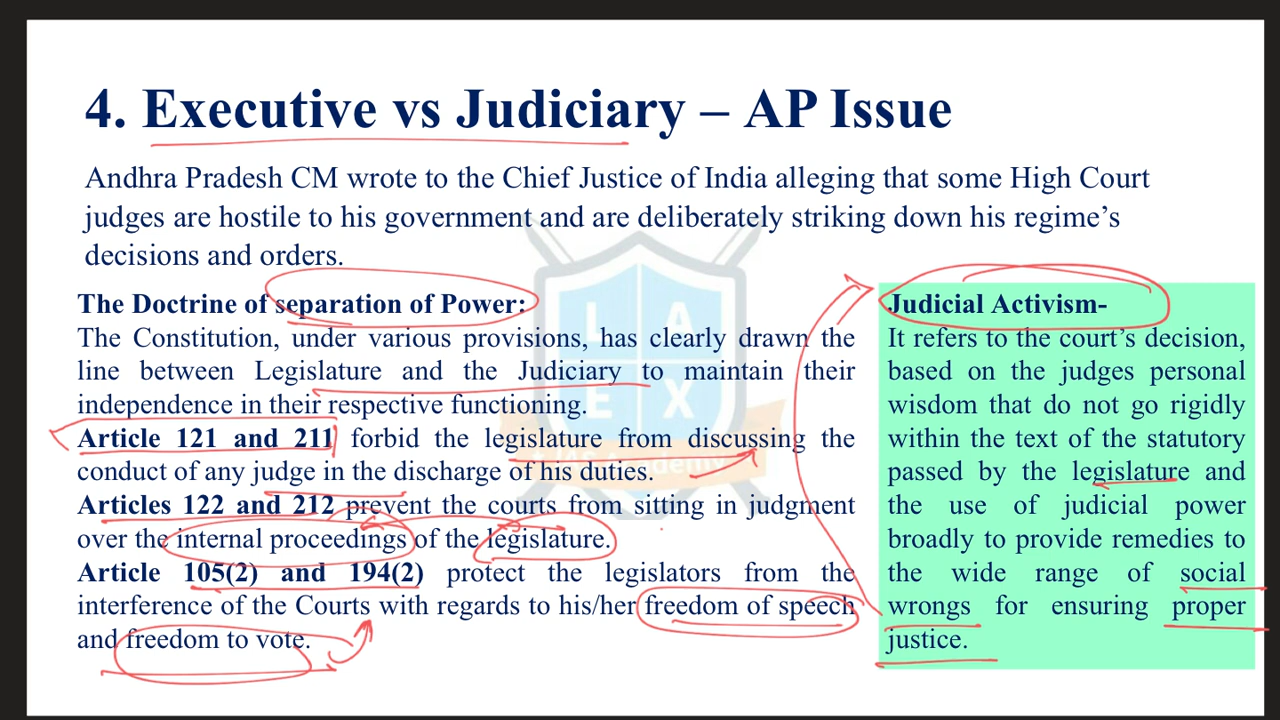 4. Executive vs Judiciary – AP Issue
Andhra Pradesh CM wrote to the Chief Justice of India alleging that some High Court
judges are hostile to his government and are deliberately striking down his regime’s
decisions and orders.
The Doctrine of separation of Power:
The Constitution, under various provisions, has clearly drawn the
line between Legislature and the Judiciary to maintain their
independence in their respective functioning.
Article 121 and 211 forbid the legislature from discussing the
conduct of any judge in the discharge of his duties.
Articles 122 and 212 prevent the courts from sitting in judgment
over the internal proceedings of the legislature.
Article 105(2) and 194(2) protect the legislators from the
interference of the Courts with regards to his/her freedom of speech
and freedom to vote.
Judicial Activism-
It refers to the court’s decision,
based on the judges personal
wisdom that do not go rigidly
within the text of the statutory
passed by the legislature and
the use of judicial power
broadly to provide remedies to
the wide range of social
wrongs for ensuring proper
justice.
L A
E X